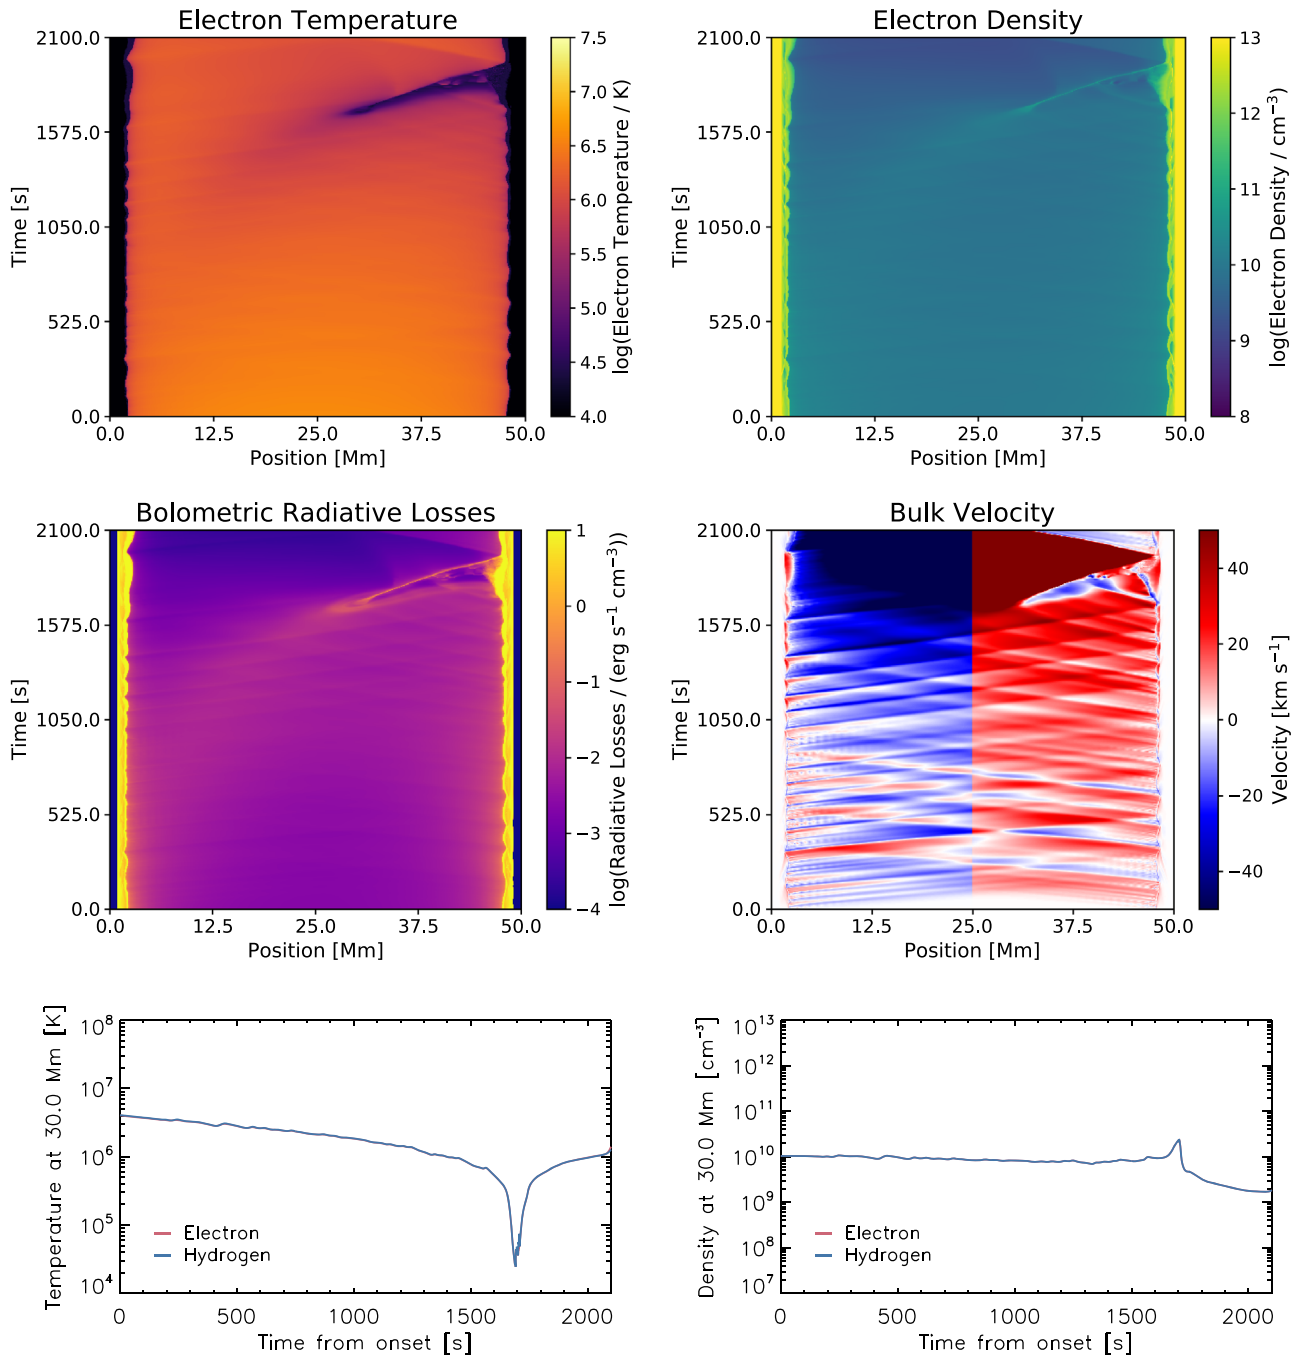 Electron Temperature
2100.0
1575.0
1050.0
525.0
0.0
Time [s]
0.0 12.5 25.0 37.5 50.0
Position [Mm]
7.5
7.0
6.5
6.0
5.5
5.0
4.5
4.0
log(Electron Temperature / K)
Electron Density
2100.0
1575.0
1050.0
525.0
0.0
Time [s]
0.0 12.5 25.0 37.5 50.0
Position [Mm]
13
12
11
10
9
8
log(Electron Density / cm⁻³)
Bolometric Radiative Losses
2100.0
1575.0
1050.0
525.0
0.0
Time [s]
0.0 12.5 25.0 37.5 50.0
Position [Mm]
1
0
−1
−2
−3
−4
log(Radiative Losses / (erg s⁻¹ cm⁻³))
Bulk Velocity
2100.0
1575.0
1050.0
525.0
0.0
Time [s]
0.0 12.5 25.0 37.5 50.0
Position [Mm]
40
20
0
−20
−40
Velocity [km s⁻¹]
Temperature at 30.0 Mm [K]
10⁸
10⁷
10⁶
10⁵
10⁴
Electron
Hydrogen
0 500 1000 1500 2000
Time from onset [s]
Density at 30.0 Mm [cm⁻³]
10¹³
10¹²
10¹¹
10¹⁰
10⁹
10⁸
10⁷
Electron
Hydrogen
0 500 1000 1500 2000
Time from onset [s]